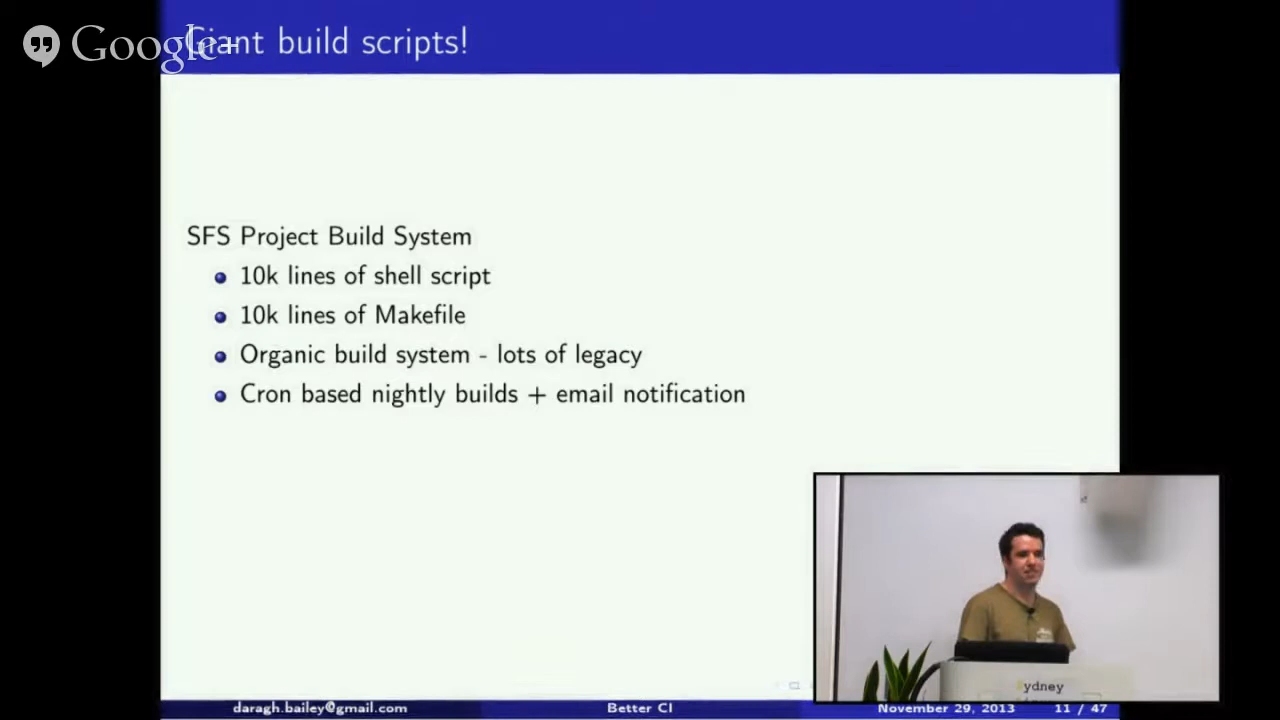 Google+
Giant build scripts!
SFS Project Build System
10k lines of shell script
10k lines of Makefile
Organic build system - lots of legacy
Cron based nightly builds + email notification
ydney
daragh.bailey@gmail.com Better CI November 29, 2013 11 / 47